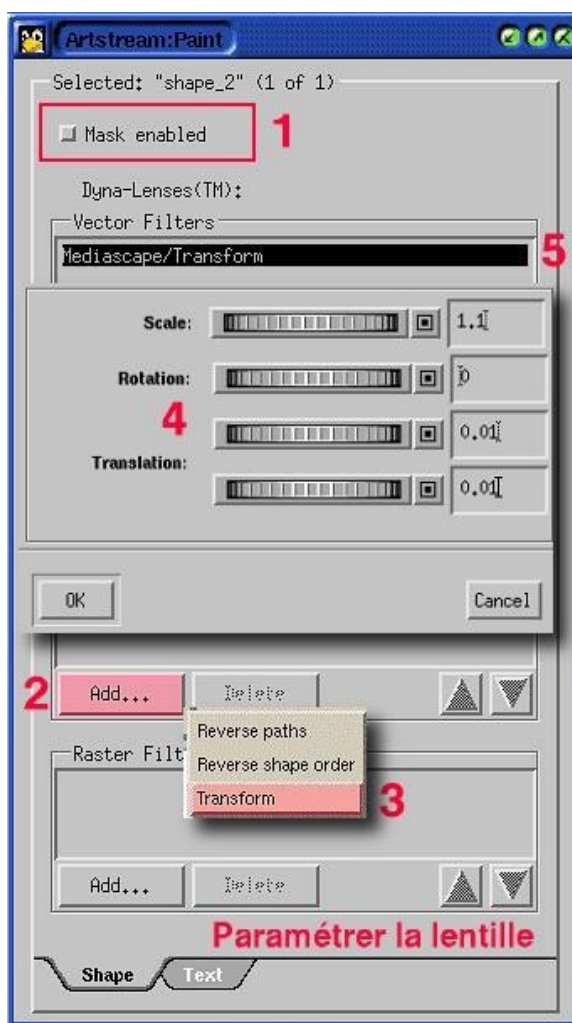 Artstream:Paint
Selected: "shape_2" (1 of 1)
Mask enabled
1
Dyna-Lenses(TM):
Vector Filters
Mediascape/Transform
5
Scale:
1.1
Rotation:
0
4
0.01
Translation:
0.01
OK
Cancel
2
Add...
Delete
Reverse paths
Raster Filt
Reverse shape order
Transform
3
Add...
Delete
Paramétrer la lentille
Shape
Text